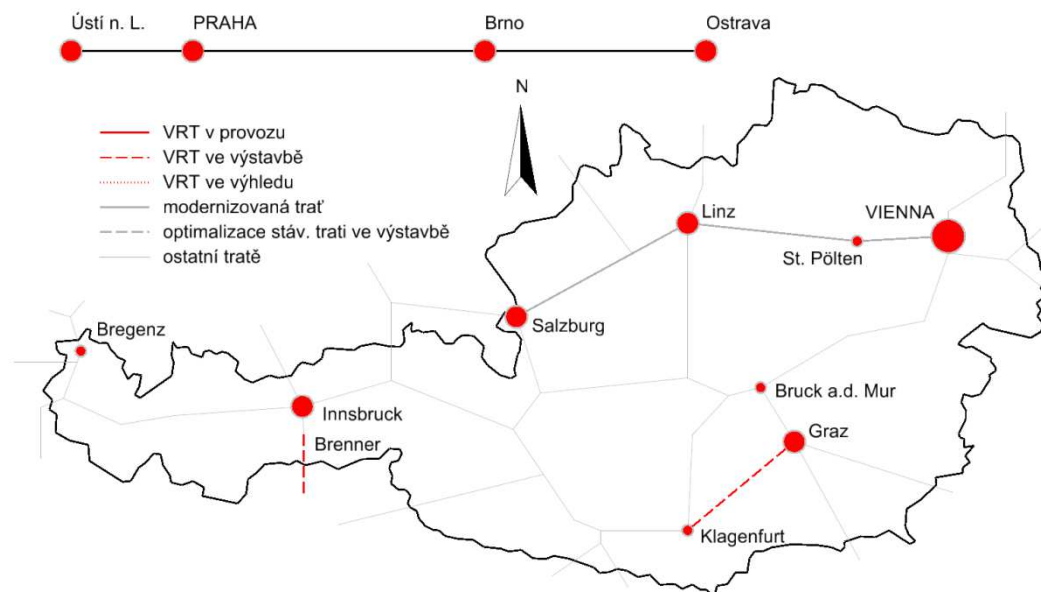 Ústí n. L.
PRAHA
Brno
Ostrava
N
VRT v provozu
VRT ve výstavbě
VRT ve výhledu
modernizovaná trať
optimalizace stáv. trati ve výstavbě
ostatní tratě
Linz
VIENNA
St. Pölten
Salzburg
Bregenz
Innsbruck
Brenner
Bruck a.d. Mur
Graz
Klagenfurt